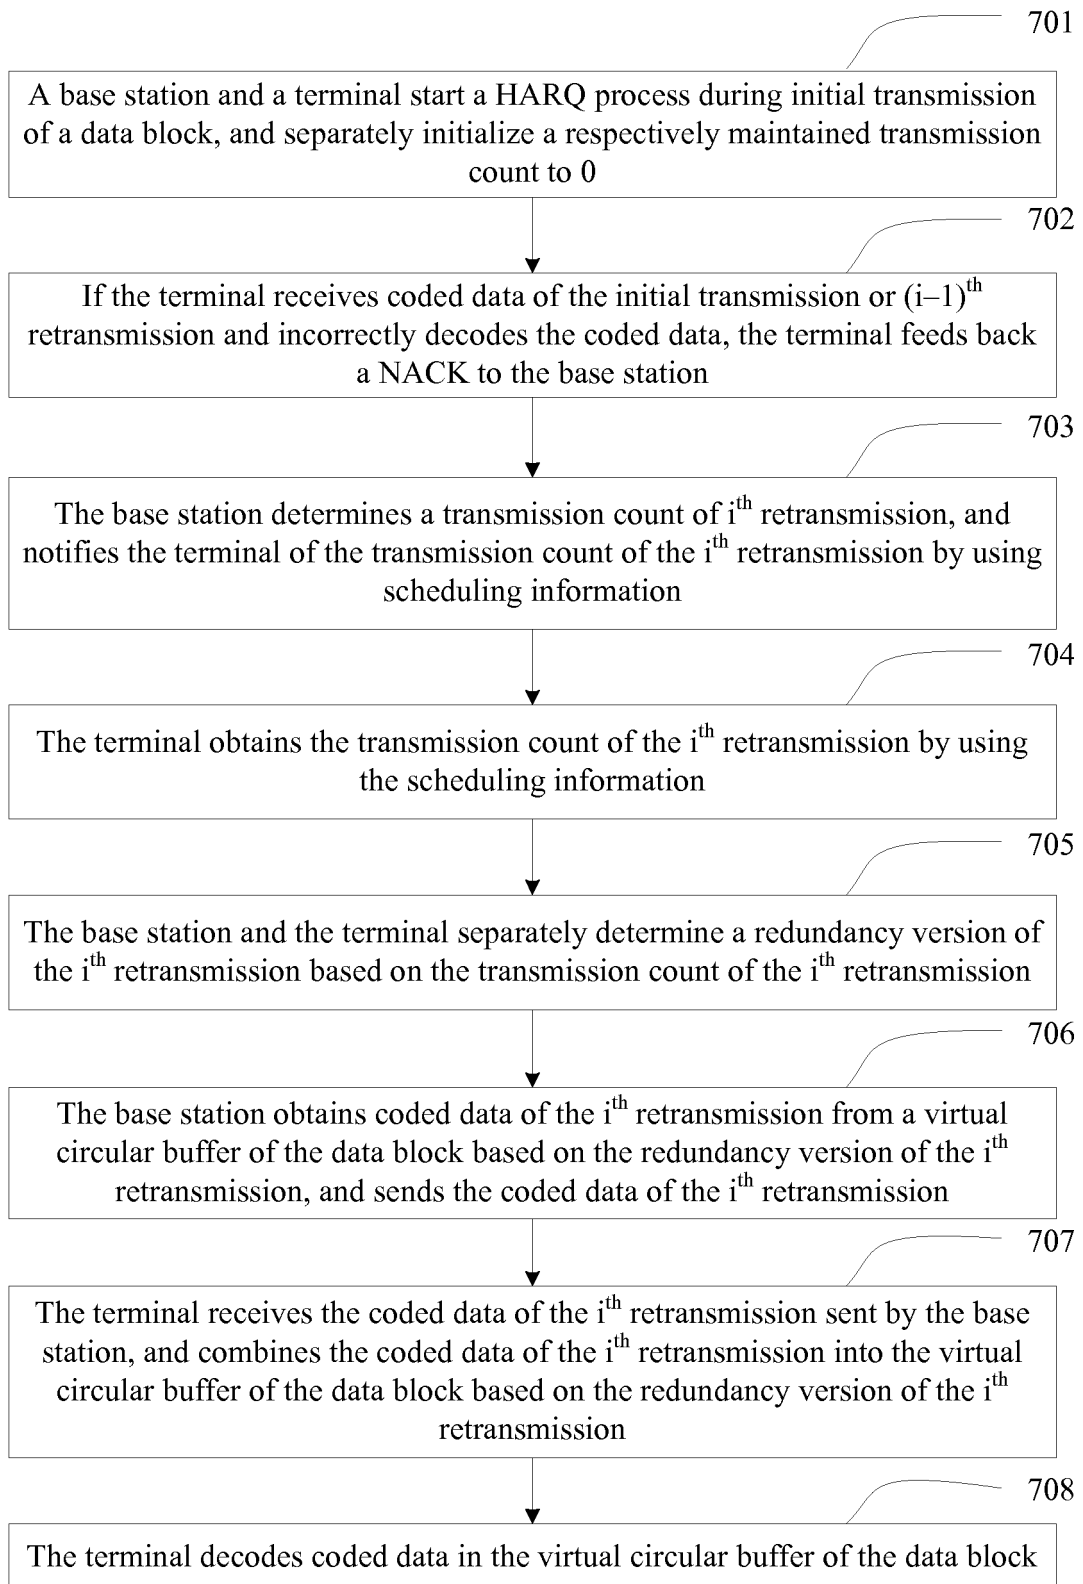 701
A base station and a terminal start a HARQ process during initial transmission
of a data block, and separately initialize a respectively maintained transmission
count to 0
702
If the terminal receives coded data of the initial transmission or (i–1)th
retransmission and incorrectly decodes the coded data, the terminal feeds back
a NACK to the base station
703
The base station determines a transmission count of ith retransmission, and
notifies the terminal of the transmission count of the ith retransmission by using
scheduling information
704
The terminal obtains the transmission count of the ith retransmission by using
the scheduling information
705
The base station and the terminal separately determine a redundancy version of
the ith retransmission based on the transmission count of the ith retransmission
706
The base station obtains coded data of the ith retransmission from a virtual
circular buffer of the data block based on the redundancy version of the ith
retransmission, and sends the coded data of the ith retransmission
707
The terminal receives the coded data of the ith retransmission sent by the base
station, and combines the coded data of the ith retransmission into the virtual
circular buffer of the data block based on the redundancy version of the ith
retransmission
708
The terminal decodes coded data in the virtual circular buffer of the data block